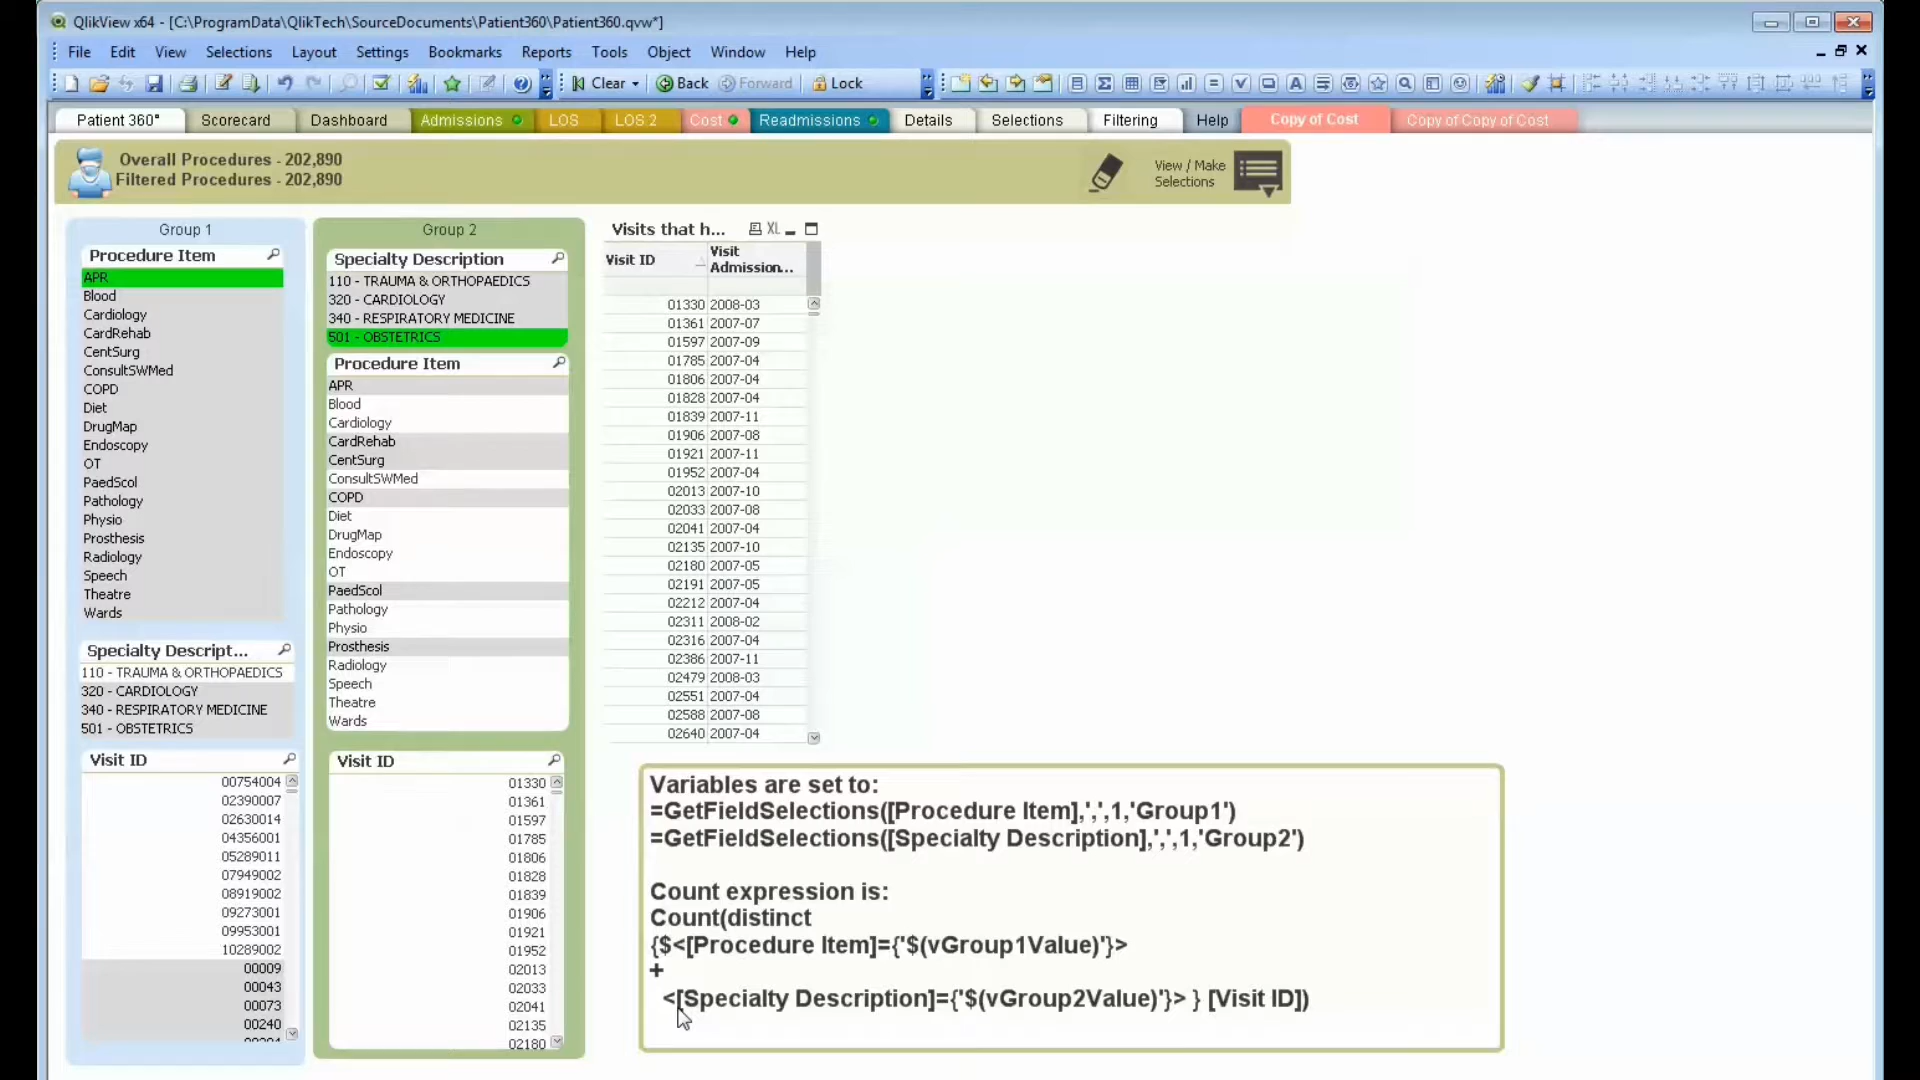 QlikView x64 - [C:\ProgramData\QlikTech\SourceDocuments\Patient360\Patient360.qvw*]
File Edit View Selections Layout Settings Bookmarks Reports Tools Object Window Help
Clear Back Forward Lock
Patient 360° Scorecard Dashboard Admissions LOS LOS 2 Cost Readmissions Details Selections Filtering Help Copy of Cost Copy of Copy of Cost
Overall Procedures - 202,890
Filtered Procedures - 202,890
View / Make
Selections
Group 1
Procedure Item
APR
Blood
Cardiology
CardRehab
CentSurg
ConsultSWMed
COPD
Diet
DrugMap
Endoscopy
OT
PaedScol
Pathology
Physio
Prosthesis
Radiology
Speech
Theatre
Wards
Specialty Descript...
110 - TRAUMA & ORTHOPAEDICS
320 - CARDIOLOGY
340 - RESPIRATORY MEDICINE
501 - OBSTETRICS
Visit ID
00754004
02390007
02630014
04356001
05289011
07949002
08919002
09273001
09953001
10289002
00009
00043
00073
00240
Group 2
Specialty Description
110 - TRAUMA & ORTHOPAEDICS
320 - CARDIOLOGY
340 - RESPIRATORY MEDICINE
501 - OBSTETRICS
Procedure Item
APR
Blood
Cardiology
CardRehab
CentSurg
ConsultSWMed
COPD
Diet
DrugMap
Endoscopy
OT
PaedScol
Pathology
Physio
Prosthesis
Radiology
Speech
Theatre
Wards
Visit ID
01330
01361
01597
01785
01806
01828
01839
01906
01921
01952
02013
02033
02041
02135
02180
Visits that h... XL
Visit ID Visit Admission...
01330 2008-03
01361 2007-07
01597 2007-09
01785 2007-04
01806 2007-04
01828 2007-04
01839 2007-11
01906 2007-08
01921 2007-11
01952 2007-04
02013 2007-10
02033 2007-08
02041 2007-04
02135 2007-10
02180 2007-05
02191 2007-05
02212 2007-04
02311 2008-02
02316 2007-04
02386 2007-11
02479 2008-03
02551 2007-04
02588 2007-08
02640 2007-04
Variables are set to:
=GetFieldSelections([Procedure Item],',',1,'Group1')
=GetFieldSelections([Specialty Description],',',1,'Group2')
Count expression is:
Count(distinct
{$<[Procedure Item]={'$(vGroup1Value)'}>
+
<[Specialty Description]={'$(vGroup2Value)'}> } [Visit ID])